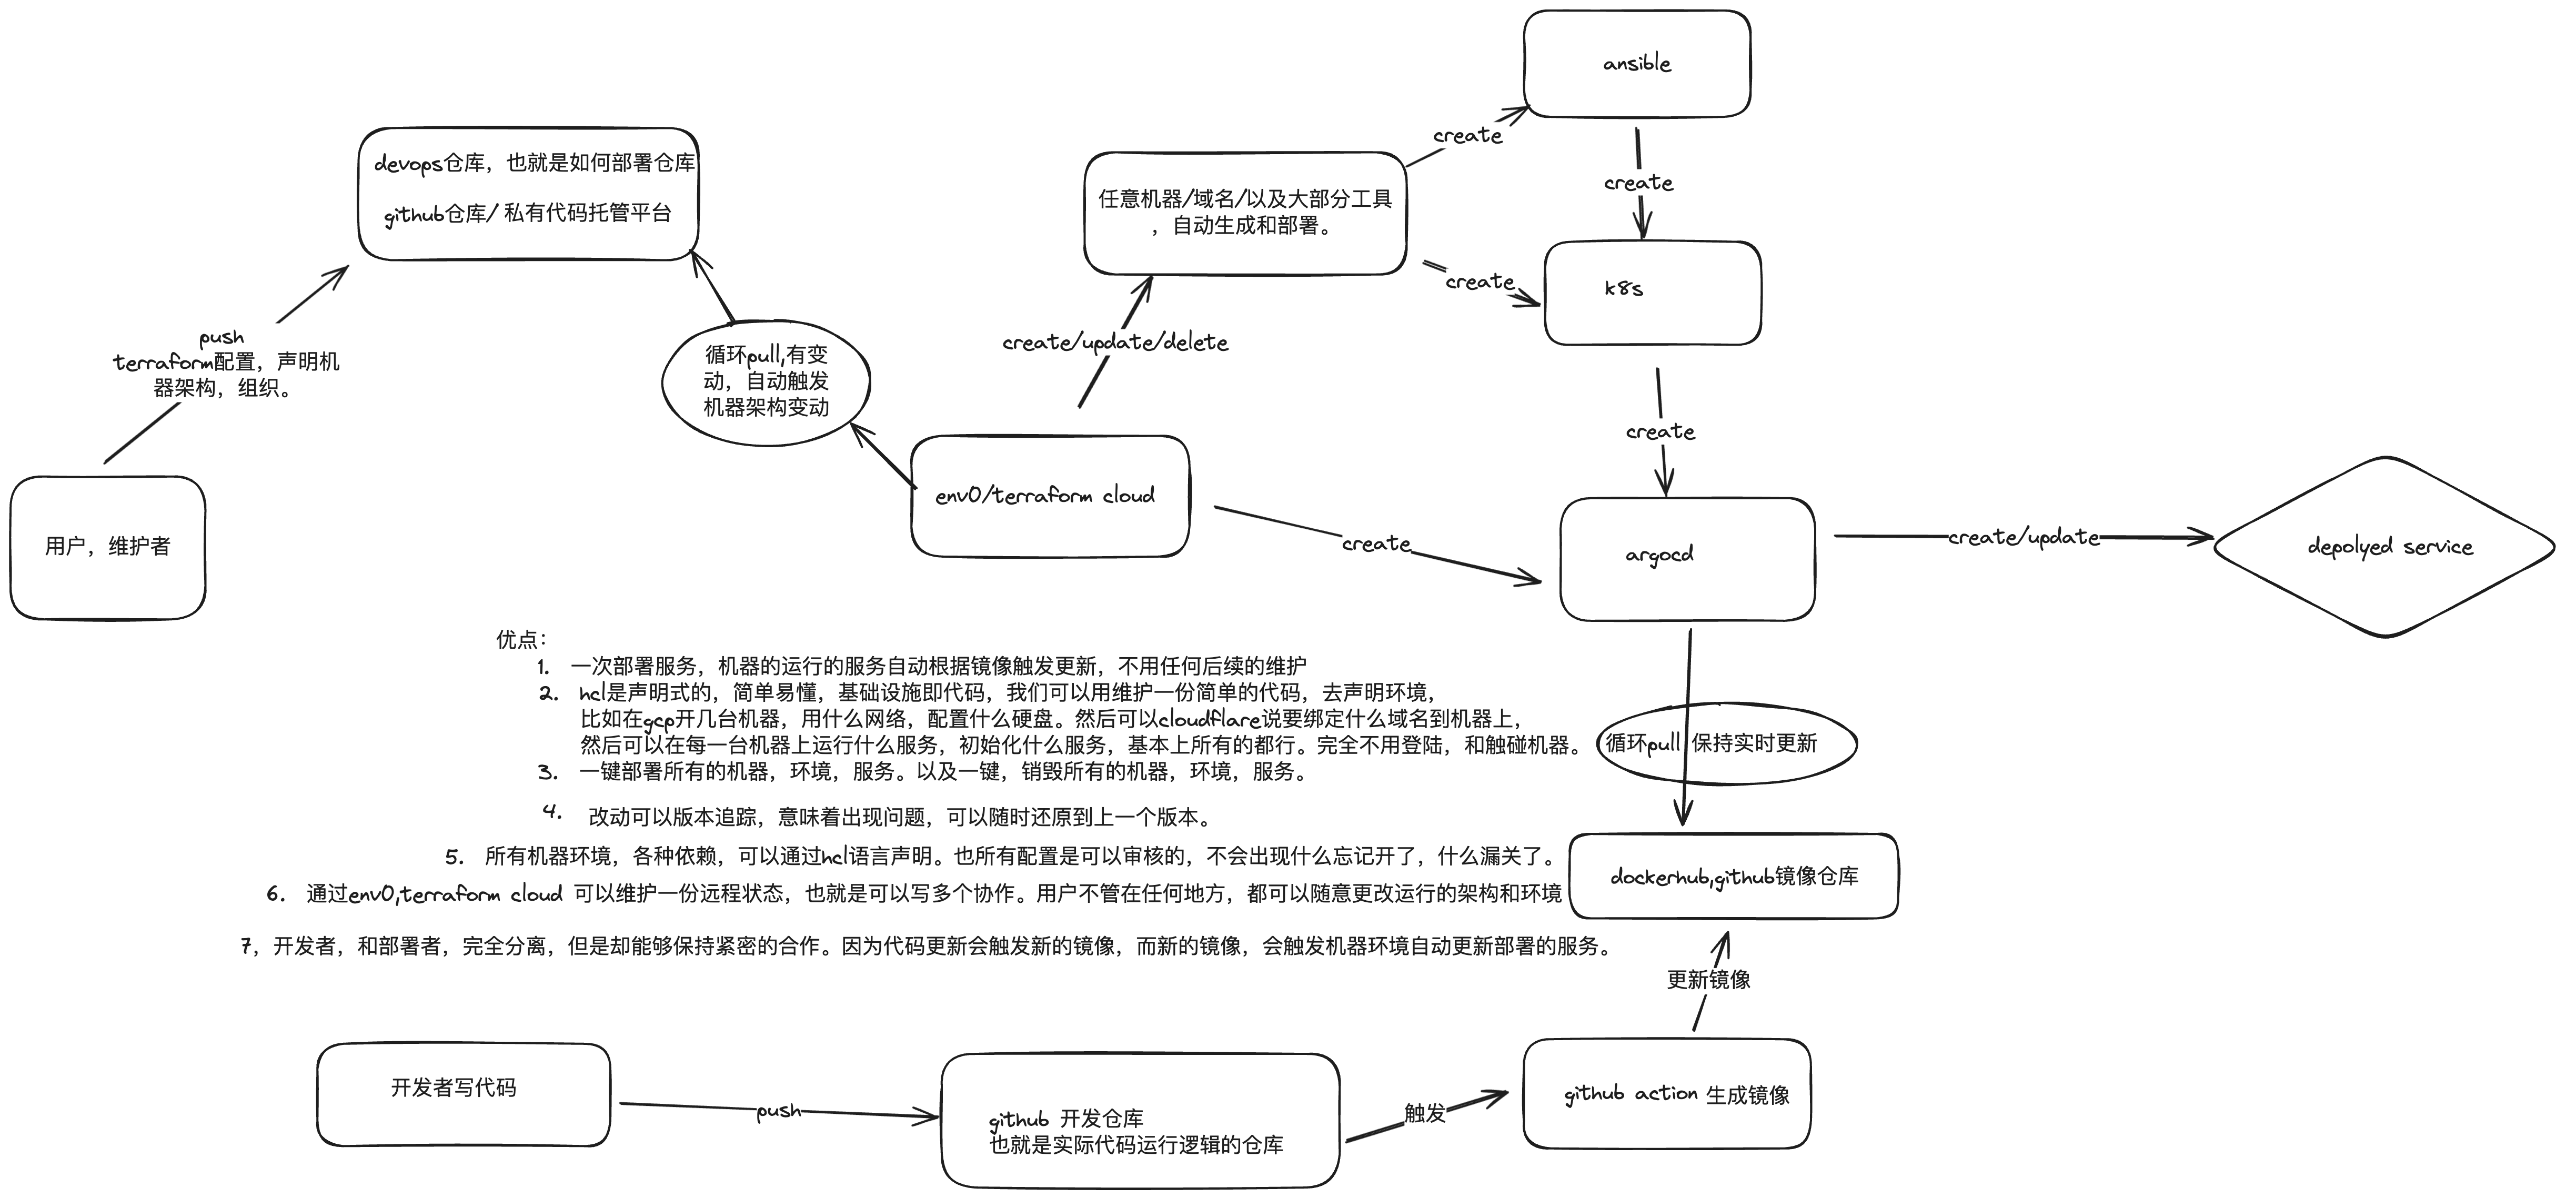 ansible
create
devops仓库，也就是如何部署仓库
github仓库/ 私有代码托管平台
create
任意机器/域名/以及大部分工具
，自动生成和部署。
create
k8s
push
terraform配置，声明机
器架构，组织。
循环pull,有变
动，自动触发
机器架构变动
create/update/delete
create
env0/terraform cloud
用户，维护者
create
argocd
create/update
depolyed service
优点：
1. 一次部署服务，机器的运行的服务自动根据镜像触发更新，不用任何后续的维护
2. hcl是声明式的，简单易懂，基础设施即代码，我们可以用维护一份简单的代码，去声明环境，
比如在gcp开几台机器，用什么网络，配置什么硬盘。然后可以cloudflare说要绑定什么域名到机器上，
然后可以在每一台机器上运行什么服务，初始化什么服务，基本上所有的都行。完全不用登陆，和触碰机器。
3. 一键部署所有的机器，环境，服务。以及一键，销毁所有的机器，环境，服务。
4. 改动可以版本追踪，意味着出现问题，可以随时还原到上一个版本。
5. 所有机器环境，各种依赖，可以通过hcl语言声明。也所有配置是可以审核的，不会出现什么忘记开了，什么漏关了。
6. 通过env0,terraform cloud 可以维护一份远程状态，也就是可以写多个协作。用户不管在任何地方，都可以随意更改运行的架构和环境
7，开发者，和部署者，完全分离，但是却能够保持紧密的合作。因为代码更新会触发新的镜像，而新的镜像，会触发机器环境自动更新部署的服务。
循环pull 保持实时更新
dockerhub,github镜像仓库
更新镜像
开发者写代码
push
github 开发仓库
也就是实际代码运行逻辑的仓库
触发
github action 生成镜像